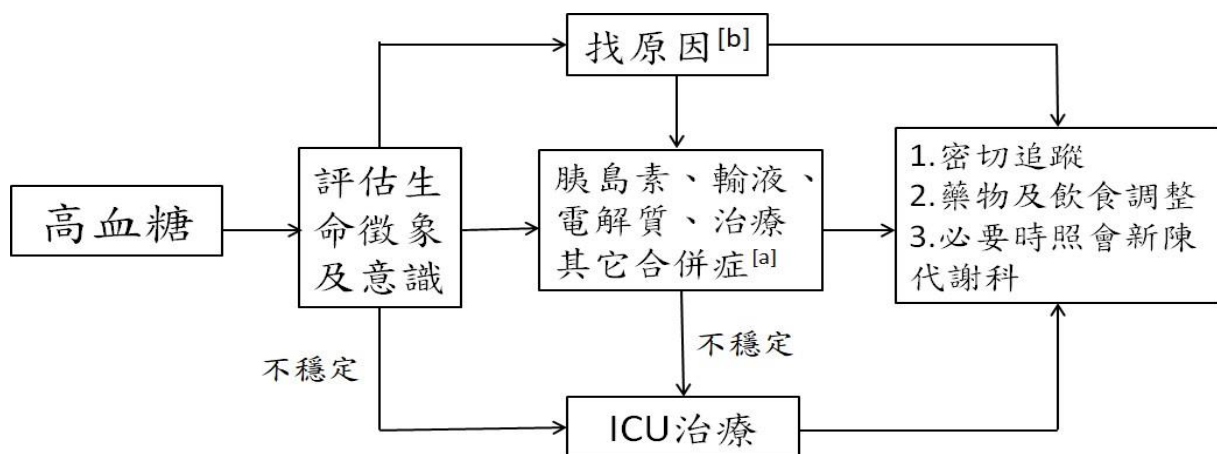 找原因[b]
高血糖
評估生
命徵象
及意識
胰島素、輸液、
電解質、治療
其它合併症[a]
1.密切追蹤
2.藥物及飲食調整
3.必要時照會新陳
代謝科
不穩定
不穩定
ICU治療